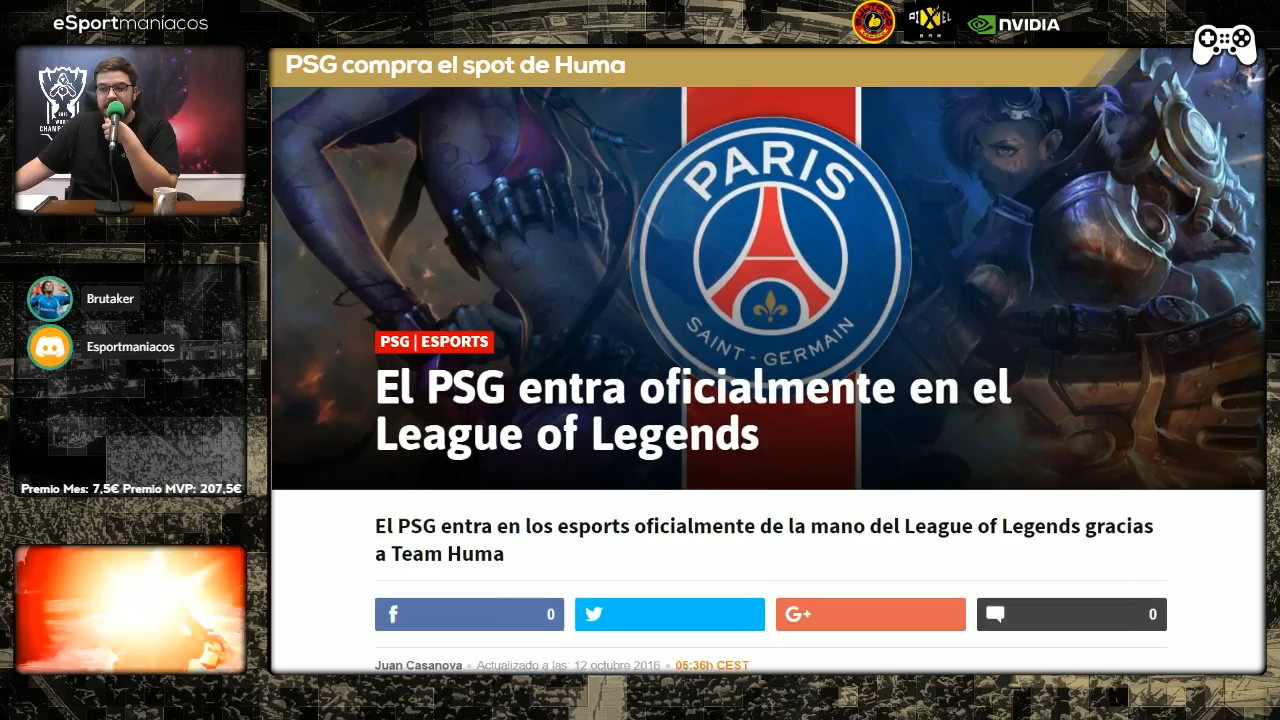 eSportmaníacos
PIXEL
BAR
NVIDIA
PSG compra el spot de Huma
PARIS
SAINT - GERMAIN
Brutaker
Esportmaniacos
PSG | ESPORTS
El PSG entra oficialmente en el
League of Legends
Premio Mes: 7,5€ Premio MVP: 207,5€
El PSG entra en los esports oficialmente de la mano del League of Legends gracias
a Team Huma
f 0
G+
0
Juan Casanova • Actualizado a las: 12 octubre 2016 • 05:36h CEST